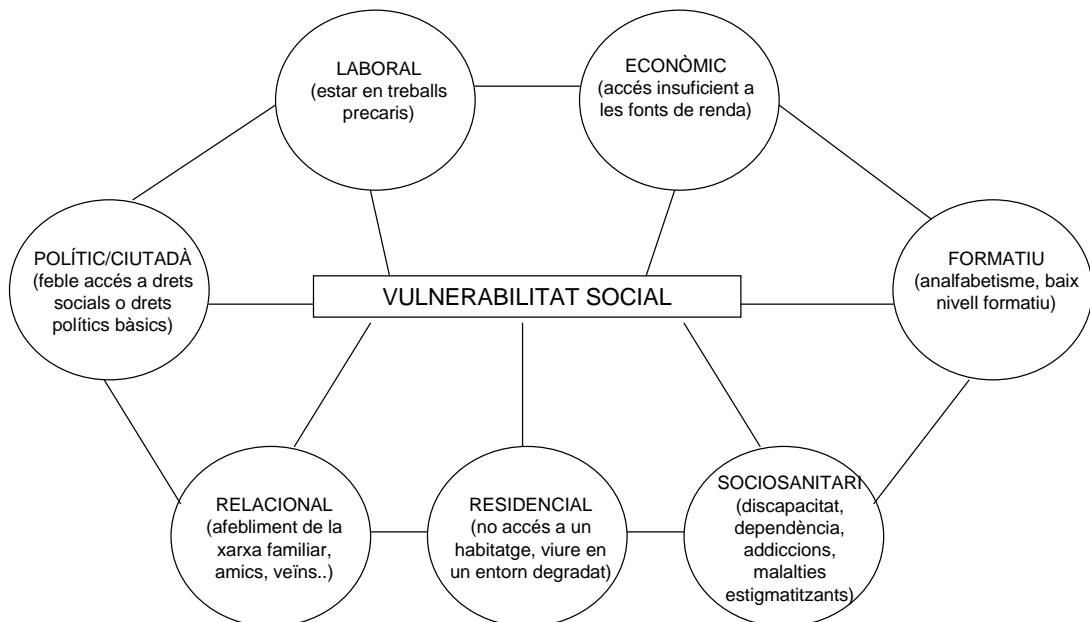 LABORAL
(estar en treballs
precaris)
ECONÒMIC
(accés insuficient a
les fonts de renda)
POLÍTIC/CIUTADÀ
(feble accés a drets
socials o drets
polítics bàsics)
VULNERABILITAT SOCIAL
FORMATIU
(analfabetisme, baix
nivell formatiu)
RELACIONAL
(afebliment de la
xarxa familiar,
amics, veïns..)
RESIDENCIAL
(no accés a un
habitatge, viure en
un entorn degradat)
SOCIOSANITARI
(discapacitat,
dependència,
addiccions,
malalties
estigmatitzants)